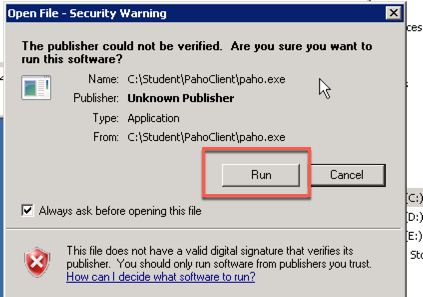 Open File - Security Warning
The publisher could not be verified.  Are you sure you want to
run this software?
Name: C:\Student\PahoClient\paho.exe
Publisher: Unknown Publisher
Type: Application
From: C:\Student\PahoClient\paho.exe
Run
Cancel
Always ask before opening this file
This file does not have a valid digital signature that verifies its
publisher.  You should only run software from publishers you trust.
How can I decide what software to run?
ces
(C:)
(D:)
(E:)
Sto